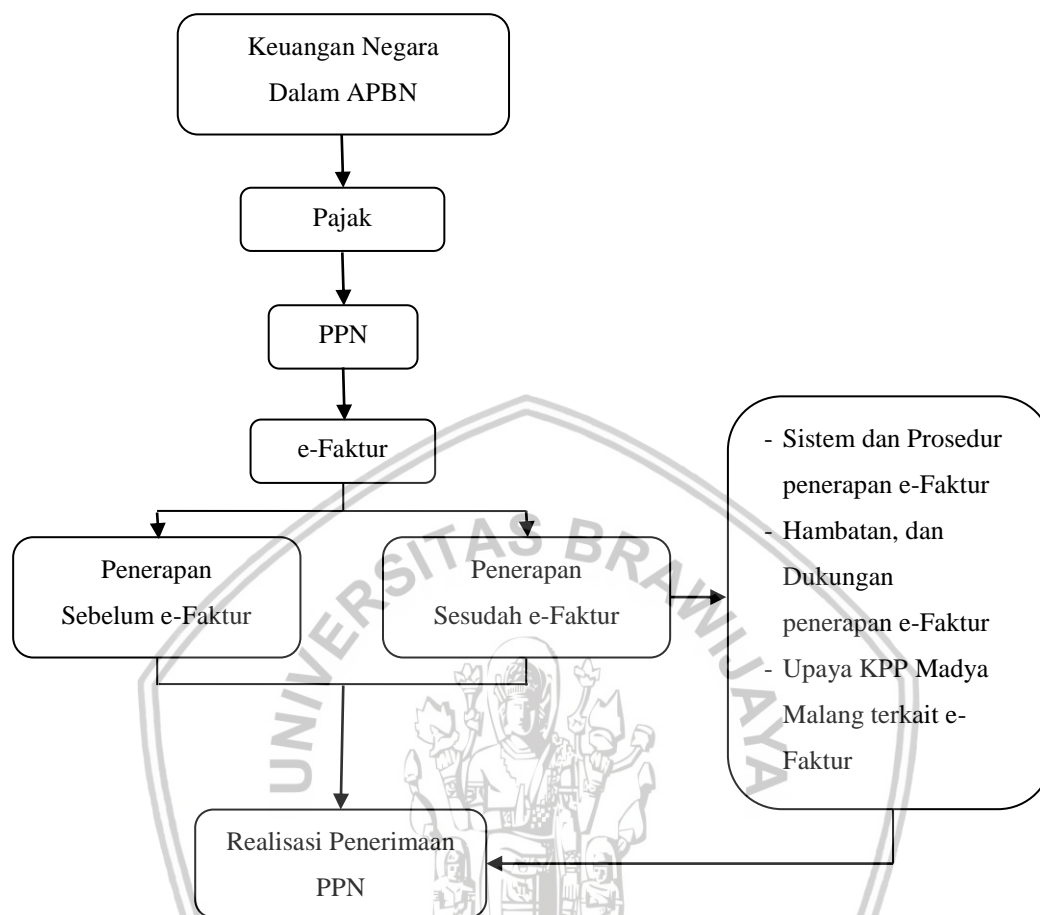 Keuangan Negara
Dalam APBN
Pajak
PPN
e-Faktur
Penerapan
Sebelum e-Faktur
Penerapan
Sesudah e-Faktur
- Sistem dan Prosedur
penerapan e-Faktur
- Hambatan, dan
Dukungan
penerapan e-Faktur
- Upaya KPP Madya
Malang terkait e-
Faktur
Realisasi Penerimaan
PPN
UNIVERSITAS BRAWIJAYA